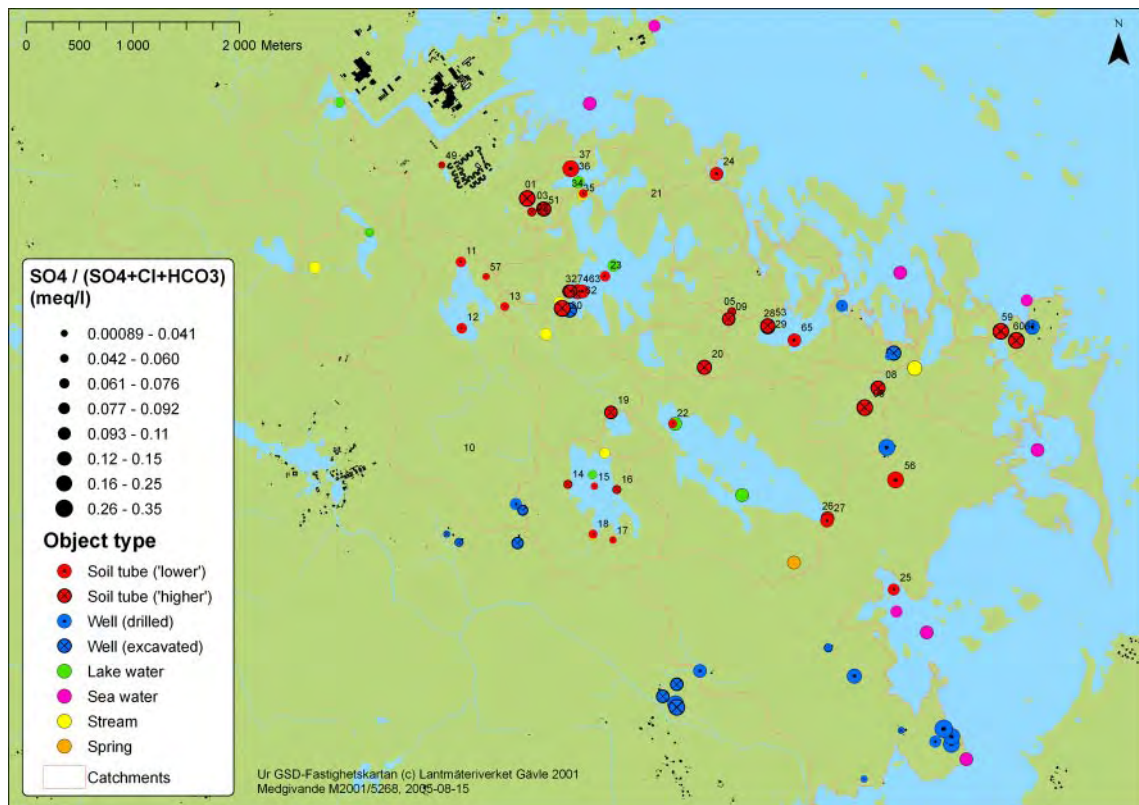 0 500 1 000 2 000 Meters
N
49
37
36
34
35
24
21
01
03
51
11
57
23
13
12
32
74
63
52
30
05
09
28
53
29
65
59
60
20
08
19
22
10
14
15
16
56
26
27
18
17
25
SO4 / (SO4+Cl+HCO3)
(meq/l)
0.00089 - 0.041
0.042 - 0.060
0.061 - 0.076
0.077 - 0.092
0.093 - 0.11
0.12 - 0.15
0.16 - 0.25
0.26 - 0.35
Object type
Soil tube ('lower')
Soil tube ('higher')
Well (drilled)
Well (excavated)
Lake water
Sea water
Stream
Spring
Catchments
Ur GSD-Fastighetskartan (c) Lantmäteriverket Gävle 2001
Medgivande M2001/5268, 2005-08-15